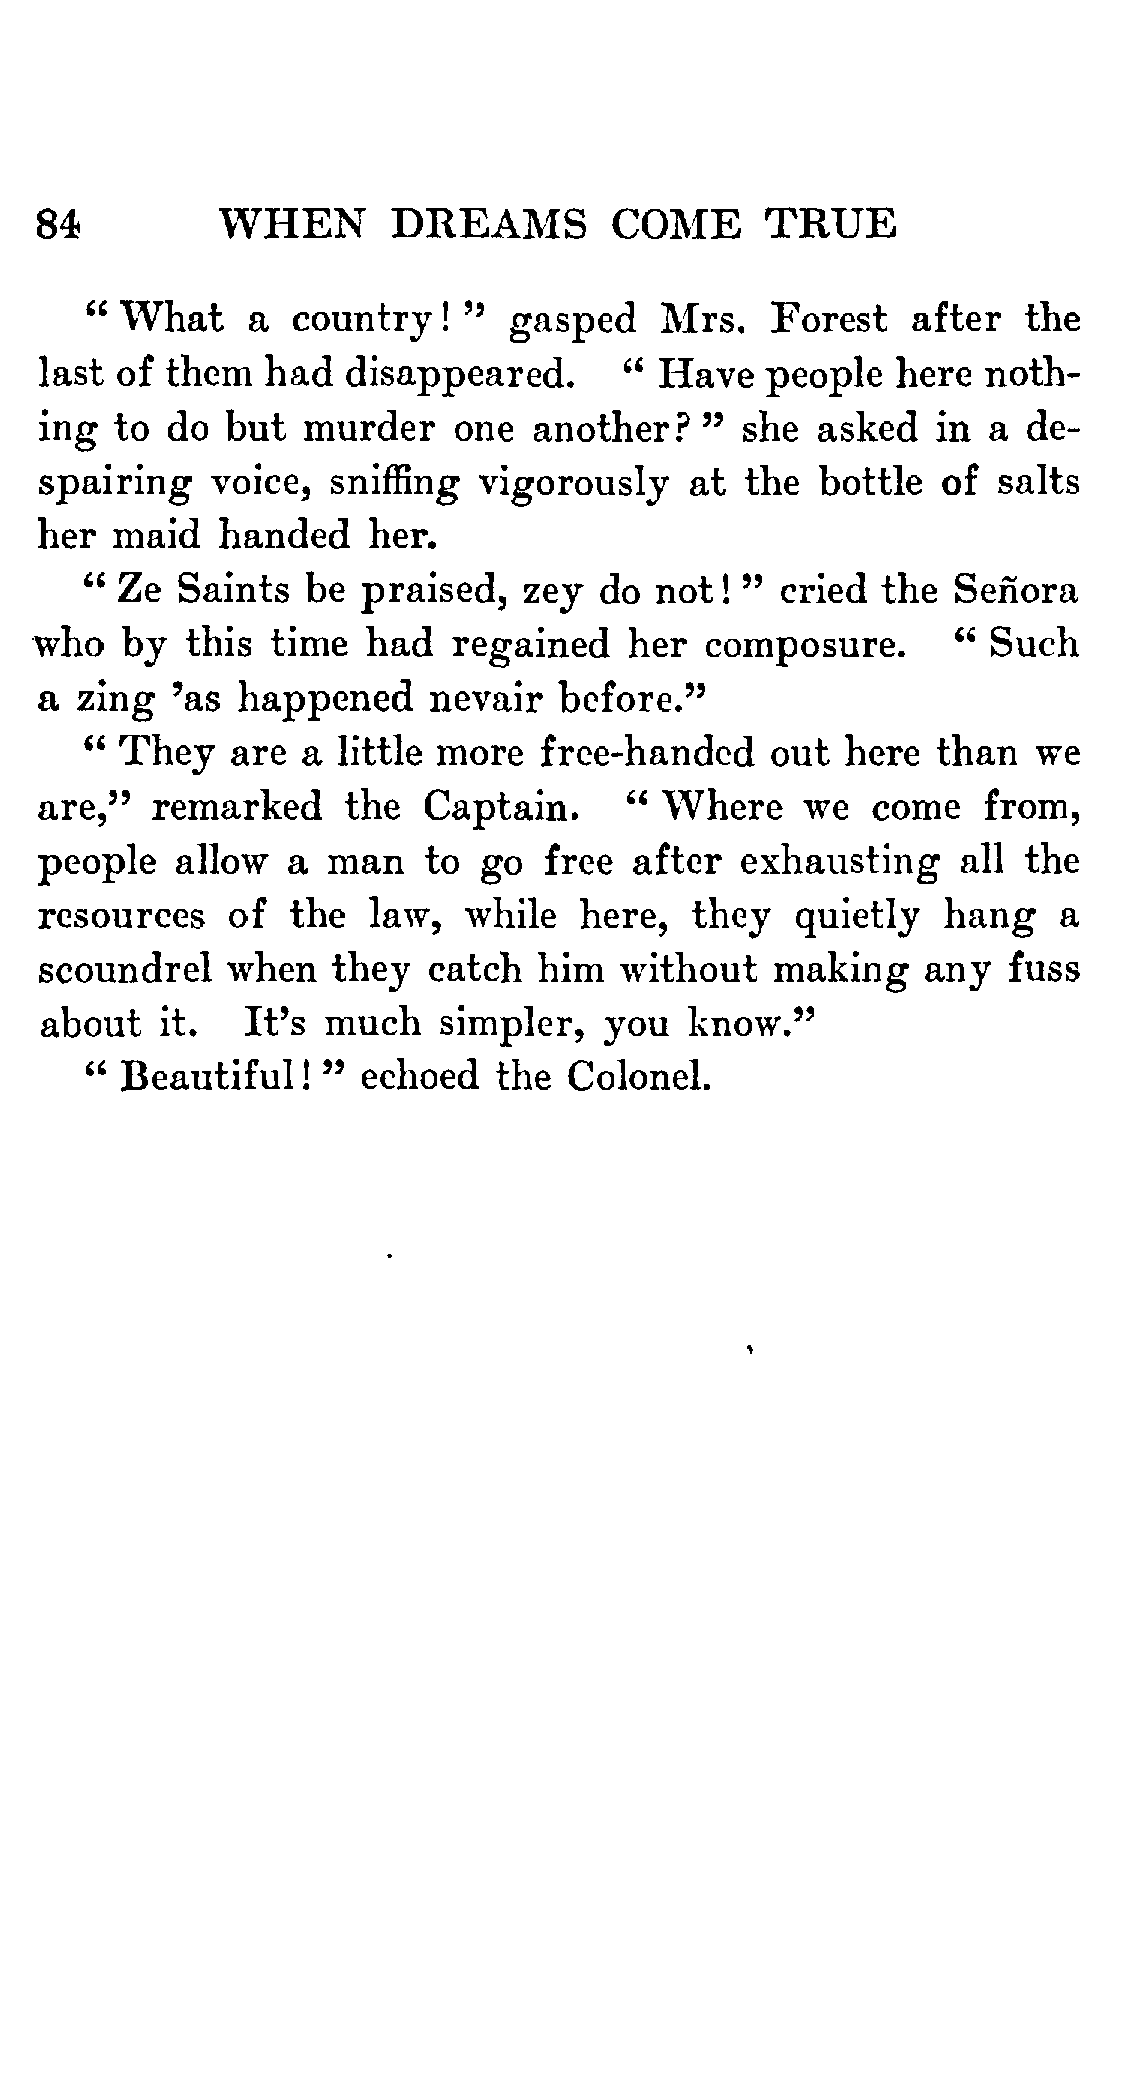 84 WHEN DREAMS COME TRUE
“ What a country! ” gasped Mrs. Forest after the
last of them had disappeared. “ Have people here noth-
ing to do but murder one another? ” she asked in a de-
spairing voice, sniffing vigorously at the bottle of salts
her maid handed her.
“ Ze Saints be praised, zey do not! ” cried the Señora
who by this time had regained her composure. “ Such
a zing ’as happened nevair before.”
“ They are a little more free-handed out here than we
are,” remarked the Captain. “ Where we come from,
people allow a man to go free after exhausting all the
resources of the law, while here, they quietly hang a
scoundrel when they catch him without making any fuss
about it. It’s much simpler, you know.”
“ Beautiful! ” echoed the Colonel.